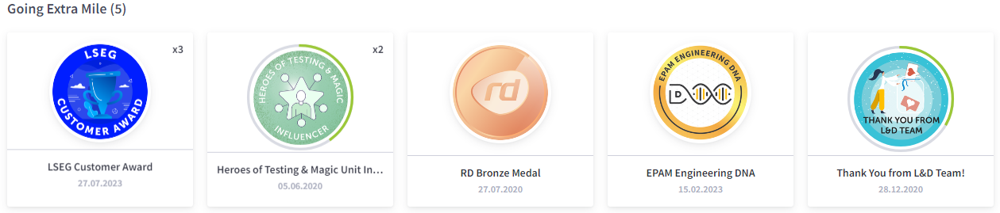 Going Extra Mile (5)
LSEG
CUSTOMER AWARD
x3
LSEG Customer Award
27.07.2023
HEROES OF TESTING & MAGIC
INFLUENCER
x2
Heroes of Testing & Magic Unit In...
05.06.2020
rd
RD Bronze Medal
27.07.2020
EPAM ENGINEERING DNA
D
EPAM Engineering DNA
15.02.2023
THANK YOU FROM
L&D TEAM
Thank You from L&D Team!
28.12.2020